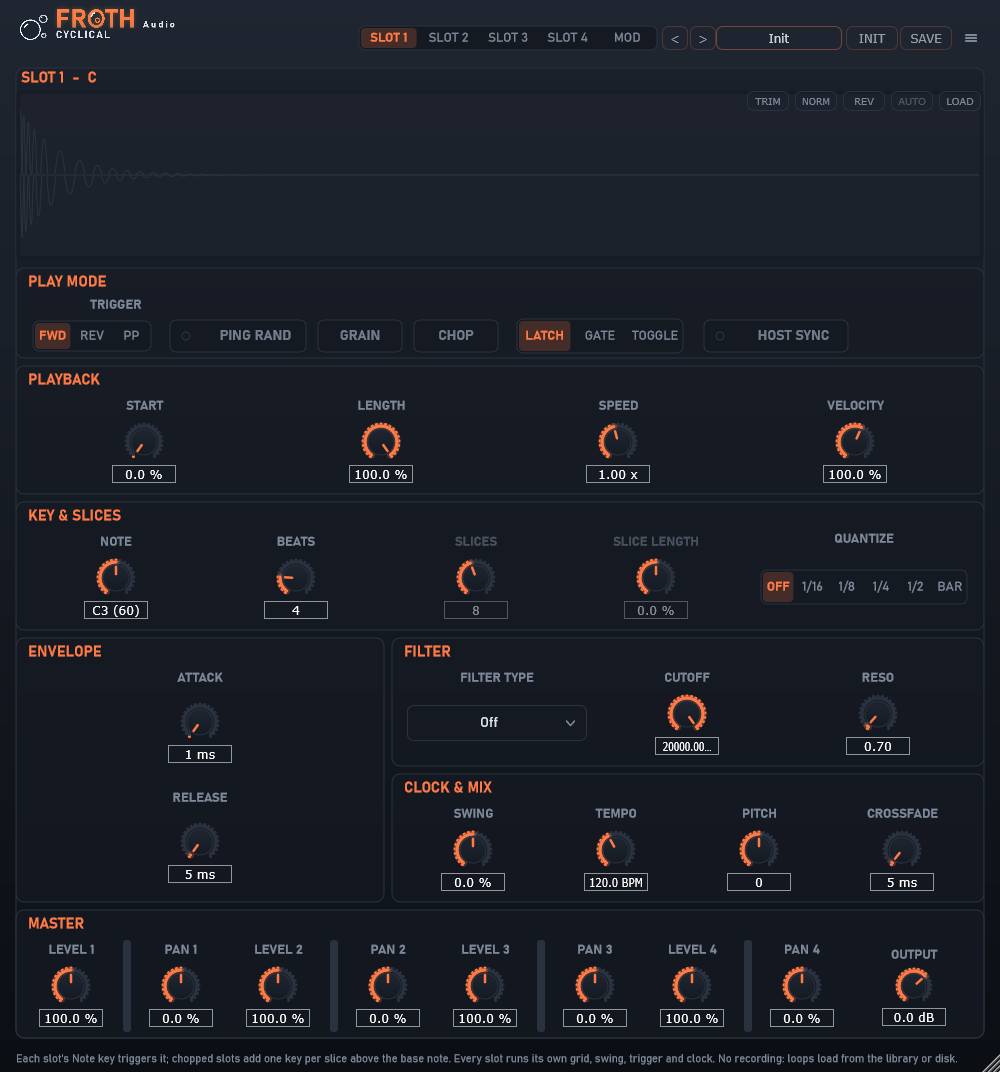 FROTH Audio
CYCLICAL
SLOT 1 SLOT 2 SLOT 3 SLOT 4 MOD < > Init INIT SAVE
SLOT 1 - C
TRIM NORM REV AUTO LOAD
PLAY MODE
TRIGGER
FWD REV PP PING RAND GRAIN CHOP LATCH GATE TOGGLE HOST SYNC
PLAYBACK
START LENGTH SPEED VELOCITY
0.0 % 100.0 % 1.00 x 100.0 %
KEY & SLICES
NOTE BEATS SLICES SLICE LENGTH QUANTIZE
OFF 1/16 1/8 1/4 1/2 BAR
C3 (60) 4 8 0.0 %
ENVELOPE
ATTACK
1 ms
RELEASE
5 ms
FILTER
FILTER TYPE CUTOFF RESO
Off
20000.00... 0.70
CLOCK & MIX
SWING TEMPO PITCH CROSSFADE
0.0 % 120.0 BPM 0 5 ms
MASTER
LEVEL 1 PAN 1 LEVEL 2 PAN 2 LEVEL 3 PAN 3 LEVEL 4 PAN 4 OUTPUT
100.0 % 0.0 % 100.0 % 0.0 % 100.0 % 0.0 % 100.0 % 0.0 % 0.0 dB
Each slot's Note key triggers it; chopped slots add one key per slice above the base note. Every slot runs its own grid, swing, trigger and clock. No recording: loops load from the library or disk.